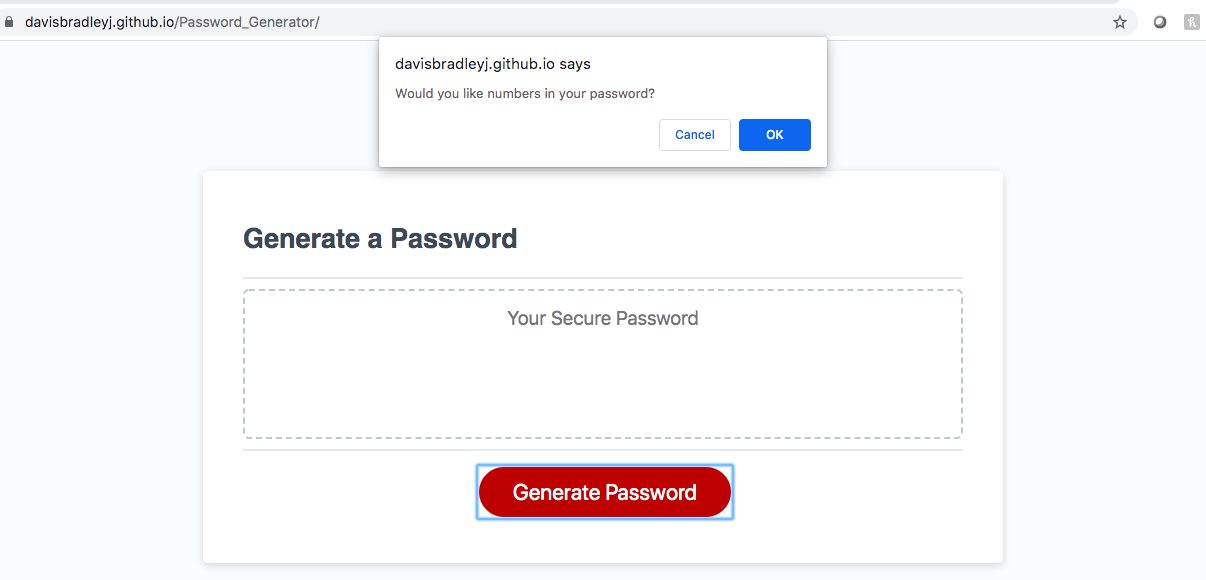 davisbradleyj.github.io/Password_Generator/
davisbradleyj.github.io says
Would you like numbers in your password?
Cancel OK
Generate a Password
Your Secure Password
Generate Password